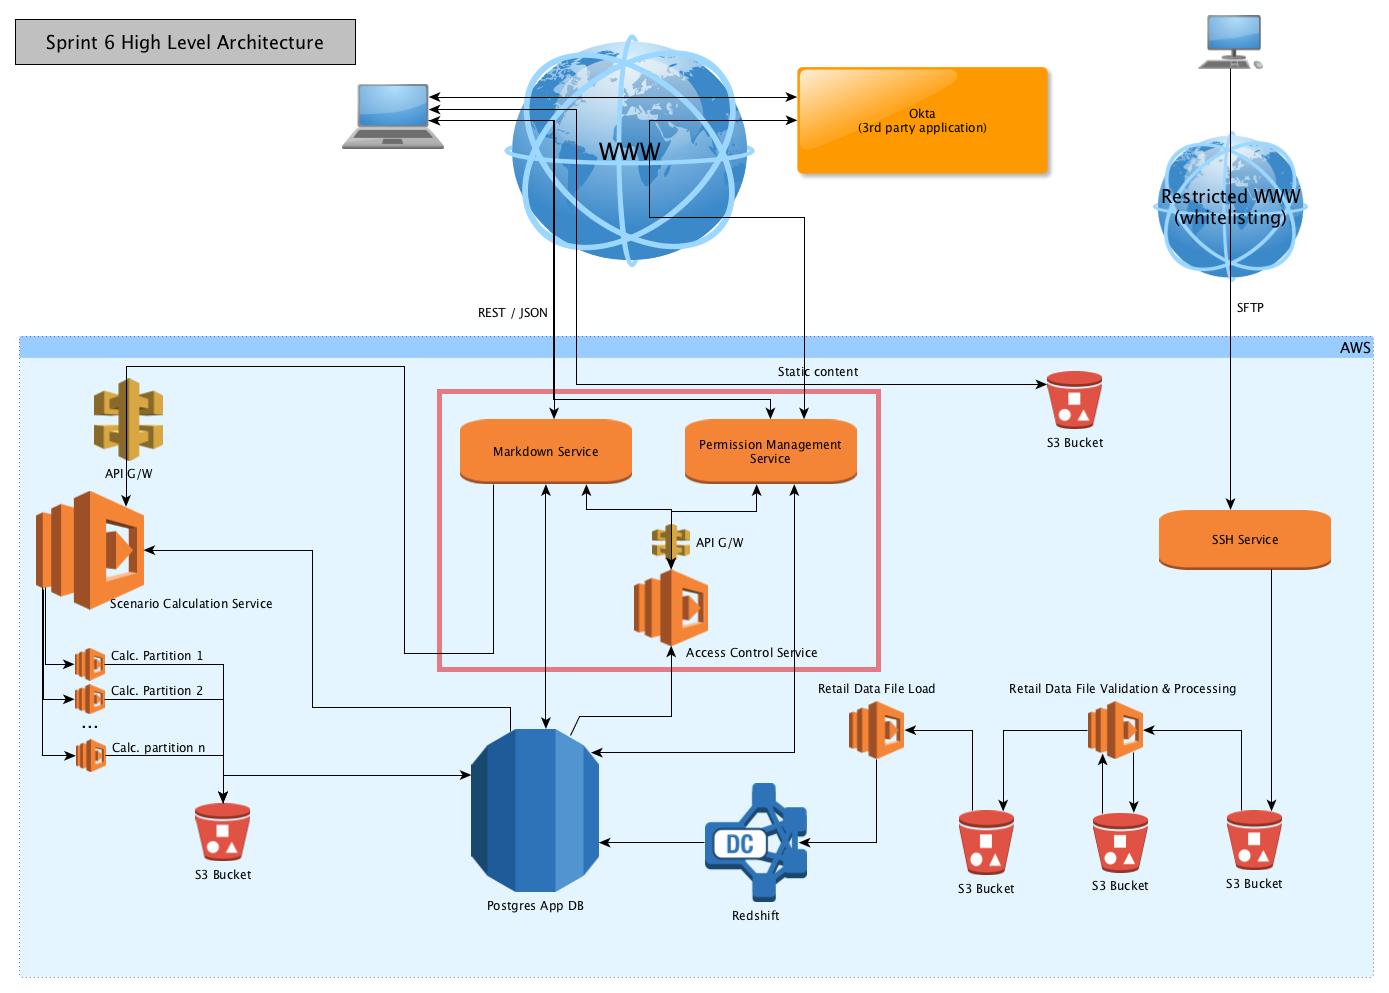 Sprint 6 High Level Architecture
WWW
Okta
(3rd party application)
Restricted WWW
(whitelisting)
REST / JSON
SFTP
AWS
Static content
S3 Bucket
API G/W
Markdown Service
Permission Management
Service
API G/W
SSH Service
Scenario Calculation Service
Access Control Service
Calc. Partition 1
Calc. Partition 2
...
Calc. partition n
Retail Data File Load
Retail Data File Validation & Processing
S3 Bucket
DC
Postgres App DB
Redshift
S3 Bucket
S3 Bucket
S3 Bucket